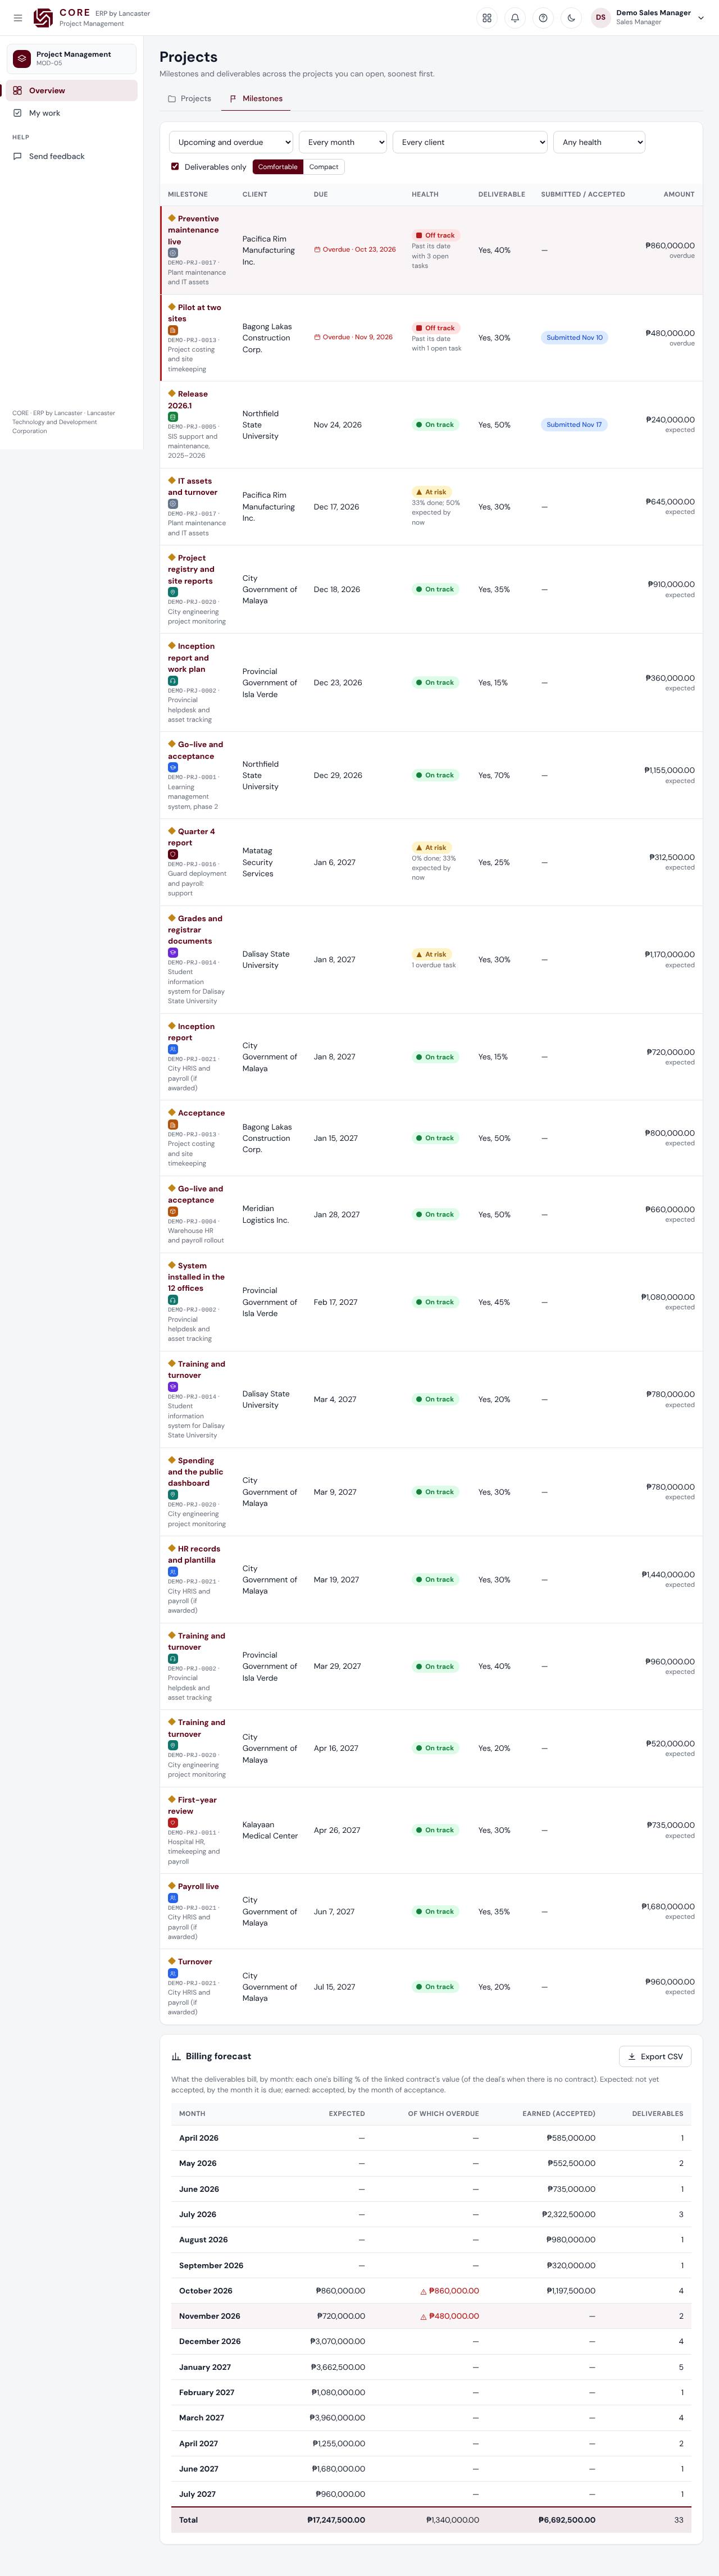 CORE ERP by Lancaster
Project Management
DS
Demo Sales Manager
Sales Manager
Project Management
MOD-05
Overview
My work
HELP
Send feedback
CORE · ERP by Lancaster · Lancaster
Technology and Development
Corporation
Projects
Milestones and deliverables across the projects you can open, soonest first.
Projects
Milestones
Upcoming and overdue
Every month
Every client
Any health
Deliverables only
Comfortable
Compact
MILESTONE CLIENT DUE HEALTH DELIVERABLE SUBMITTED / ACCEPTED AMOUNT
Preventive
maintenance
live
DEMO-PRJ-0017 ·
Plant maintenance
and IT assets
Pacifica Rim
Manufacturing
Inc.
Overdue · Oct 23, 2026
Off track
Past its date
with 3 open
tasks
Yes, 40%
—
₱860,000.00
overdue
Pilot at two
sites
DEMO-PRJ-0013 ·
Project costing
and site
timekeeping
Bagong Lakas
Construction
Corp.
Overdue · Nov 9, 2026
Off track
Past its date
with 1 open task
Yes, 30%
Submitted Nov 10
₱480,000.00
overdue
Release
2026.1
DEMO-PRJ-0005 ·
SIS support and
maintenance,
2025–2026
Northfield
State
University
Nov 24, 2026
On track
Yes, 50%
Submitted Nov 17
₱240,000.00
expected
IT assets
and turnover
DEMO-PRJ-0017 ·
Plant maintenance
and IT assets
Pacifica Rim
Manufacturing
Inc.
Dec 17, 2026
At risk
33% done; 50%
expected by
now
Yes, 30%
—
₱645,000.00
expected
Project
registry and
site reports
DEMO-PRJ-0020 ·
City engineering
project monitoring
City
Government of
Malaya
Dec 18, 2026
On track
Yes, 35%
—
₱910,000.00
expected
Inception
report and
work plan
DEMO-PRJ-0002 ·
Provincial
helpdesk and
asset tracking
Provincial
Government of
Isla Verde
Dec 23, 2026
On track
Yes, 15%
—
₱360,000.00
expected
Go-live and
acceptance
DEMO-PRJ-0001 ·
Learning
management
system, phase 2
Northfield
State
University
Dec 29, 2026
On track
Yes, 70%
—
₱1,155,000.00
expected
Quarter 4
report
DEMO-PRJ-0016 ·
Guard deployment
and payroll:
support
Matatag
Security
Services
Jan 6, 2027
At risk
0% done; 33%
expected by
now
Yes, 25%
—
₱312,500.00
expected
Grades and
registrar
documents
DEMO-PRJ-0014 ·
Student
information
system for Dalisay
State University
Dalisay State
University
Jan 8, 2027
At risk
1 overdue task
Yes, 30%
—
₱1,170,000.00
expected
Inception
report
DEMO-PRJ-0021 ·
City HRIS and
payroll (if
awarded)
City
Government of
Malaya
Jan 8, 2027
On track
Yes, 15%
—
₱720,000.00
expected
Acceptance
DEMO-PRJ-0013 ·
Project costing
and site
timekeeping
Bagong Lakas
Construction
Corp.
Jan 15, 2027
On track
Yes, 50%
—
₱800,000.00
expected
Go-live and
acceptance
DEMO-PRJ-0004 ·
Warehouse HR
and payroll rollout
Meridian
Logistics Inc.
Jan 28, 2027
On track
Yes, 50%
—
₱660,000.00
expected
System
installed in the
12 offices
DEMO-PRJ-0002 ·
Provincial
helpdesk and
asset tracking
Provincial
Government of
Isla Verde
Feb 17, 2027
On track
Yes, 45%
—
₱1,080,000.00
expected
Training and
turnover
DEMO-PRJ-0014 ·
Student
information
system for Dalisay
State University
Dalisay State
University
Mar 4, 2027
On track
Yes, 20%
—
₱780,000.00
expected
Spending
and the public
dashboard
DEMO-PRJ-0020 ·
City engineering
project monitoring
City
Government of
Malaya
Mar 9, 2027
On track
Yes, 30%
—
₱780,000.00
expected
HR records
and plantilla
DEMO-PRJ-0021 ·
City HRIS and
payroll (if
awarded)
City
Government of
Malaya
Mar 19, 2027
On track
Yes, 30%
—
₱1,440,000.00
expected
Training and
turnover
DEMO-PRJ-0002 ·
Provincial
helpdesk and
asset tracking
Provincial
Government of
Isla Verde
Mar 29, 2027
On track
Yes, 40%
—
₱960,000.00
expected
Training and
turnover
DEMO-PRJ-0020 ·
City engineering
project monitoring
City
Government of
Malaya
Apr 16, 2027
On track
Yes, 20%
—
₱520,000.00
expected
First-year
review
DEMO-PRJ-0011 ·
Hospital HR,
timekeeping and
payroll
Kalayaan
Medical Center
Apr 26, 2027
On track
Yes, 30%
—
₱735,000.00
expected
Payroll live
DEMO-PRJ-0021 ·
City HRIS and
payroll (if
awarded)
City
Government of
Malaya
Jun 7, 2027
On track
Yes, 35%
—
₱1,680,000.00
expected
Turnover
DEMO-PRJ-0021 ·
City HRIS and
payroll (if
awarded)
City
Government of
Malaya
Jul 15, 2027
On track
Yes, 20%
—
₱960,000.00
expected
Billing forecast
Export CSV
What the deliverables bill, by month: each one's billing % of the linked contract's value (of the deal's when there is no contract). Expected: not yet
accepted, by the month it is due; earned: accepted, by the month of acceptance.
MONTH EXPECTED OF WHICH OVERDUE EARNED (ACCEPTED) DELIVERABLES
April 2026 — — ₱585,000.00 1
May 2026 — — ₱552,500.00 2
June 2026 — — ₱735,000.00 1
July 2026 — — ₱2,322,500.00 3
August 2026 — — ₱980,000.00 1
September 2026 — — ₱320,000.00 1
October 2026 ₱860,000.00 ₱860,000.00 ₱1,197,500.00 4
November 2026 ₱720,000.00 ₱480,000.00 — 2
December 2026 ₱3,070,000.00 — — 4
January 2027 ₱3,662,500.00 — — 5
February 2027 ₱1,080,000.00 — — 1
March 2027 ₱3,960,000.00 — — 4
April 2027 ₱1,255,000.00 — — 2
June 2027 ₱1,680,000.00 — — 1
July 2027 ₱960,000.00 — — 1
Total ₱17,247,500.00 ₱1,340,000.00 ₱6,692,500.00 33